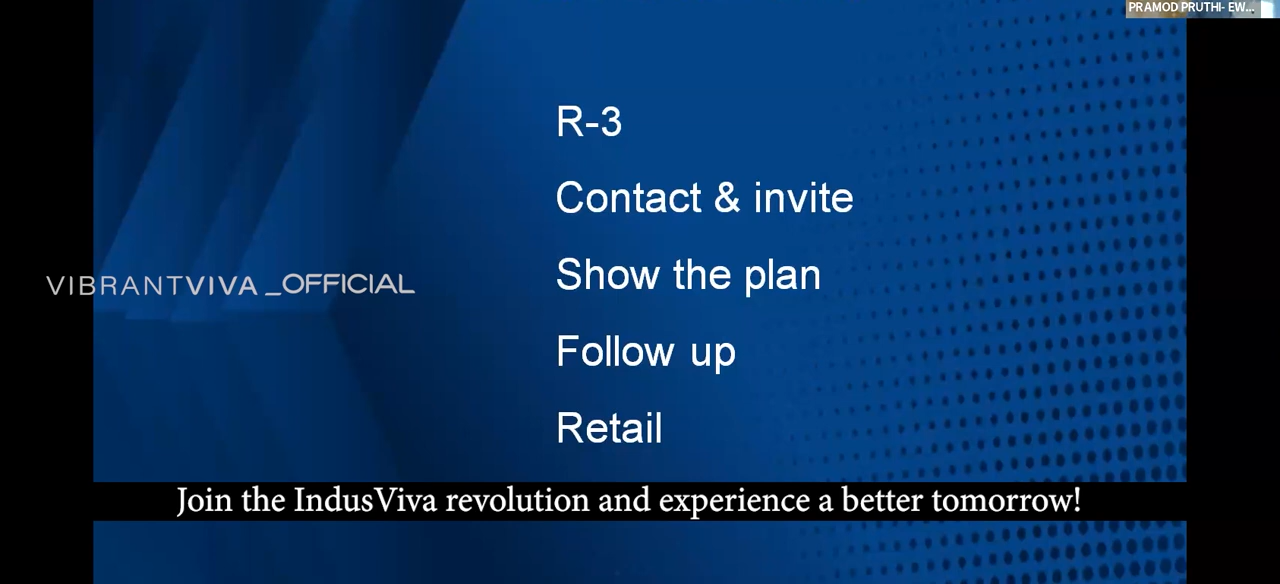 PRAMOD PRUTHI- EW...
R-3
Contact & invite
Show the plan
VIBRANTVIVA _OFFICIAL
Follow up
Retail
Join the IndusViva revolution and experience a better tomorrow!